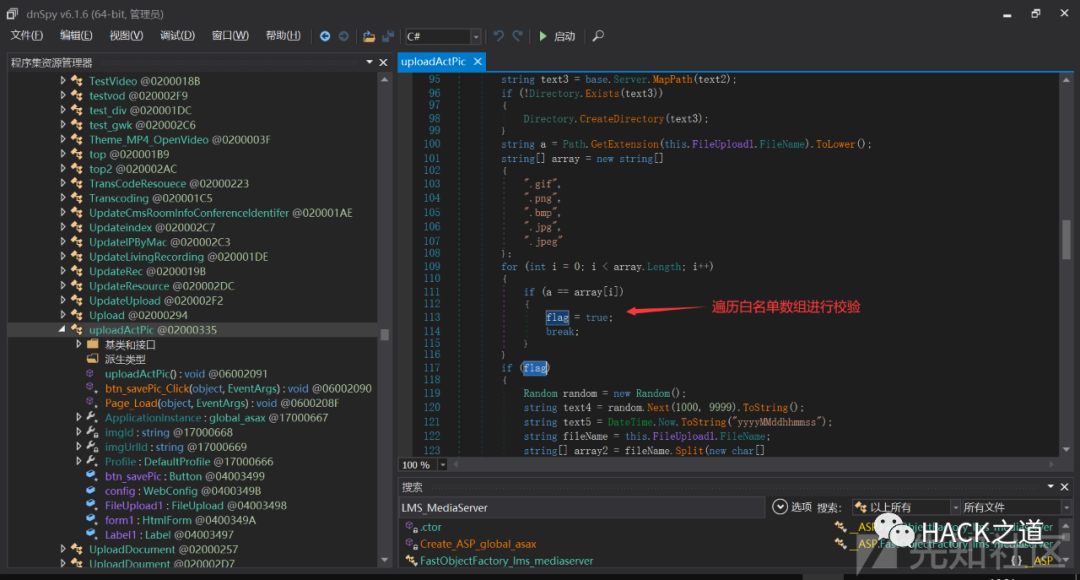 dnSpy v6.1.6 (64-bit, 管理员)
文件(F) 编辑(E) 视图(V) 调试(D) 窗口(W) 帮助(H) C# 启动
程序集资源管理器
TestVideo @0200018B
testvod @020002F9
test_div @020001DC
test_gwk @020002C6
Theme_MP4_OpenVideo @0200003F
top @020001B9
top2 @020002AC
TransCodeResouece @02000223
Transcoding @020001C5
UpdateCmsRoomInfoConferenceIdentifer @020001AE
Updateindex @020002C7
UpdateIPByMac @020002C3
UpdateLivingRecording @020001DE
UpdateRec @0200019B
UpdateResource @020002DC
UpdateUpload @020002F2
Upload @02000294
uploadActPic @02000335
基类和接口
派生类型
uploadActPic() : void @06002091
btn_savePic_Click(object, EventArgs) : void @06002090
Page_Load(object, EventArgs) : void @0600208F
ApplicationInstance : global_asax @17000667
imgId : string @17000668
imgUrlId : string @17000669
Profile : DefaultProfile @17000666
btn_savePic : Button @04003499
config : WebConfig @0400349B
FileUpload1 : FileUpload @04003498
form1 : HtmlForm @0400349A
Label1 : Label @04003497
UploadDocument @02000257
UploadDoument @020002D7
uploadActPic ✕
95 string text3 = base.Server.MapPath(text2);
96 if (!Directory.Exists(text3))
97 {
98 Directory.CreateDirectory(text3);
99 }
100 string a = Path.GetExtension(this.FileUpload1.FileName).ToLower();
101 string[] array = new string[]
102 {
103 ".gif",
104 ".png",
105 ".bmp",
106 ".jpg",
107 ".jpeg"
108 };
109 for (int i = 0; i < array.Length; i++)
110 {
111 if (a == array[i])
112 {
113 flag = true;
114 break;
115 }
116 }
117 if (flag)
118 {
119 Random random = new Random();
120 string text4 = random.Next(1000, 9999).ToString();
121 string text5 = DateTime.Now.ToString("yyyyMMddhhmmss");
122 string fileName = this.FileUpload1.FileName;
123 string[] array2 = fileName.Split(new char[]
遍历白名单数组进行校验
100 %
搜索
LMS_MediaServer 选项 搜索: 以上所有 所有文件
.ctor
Create_ASP_global_asax
FastObjectFactory_lms_mediaserver
HACK之道
先知社区